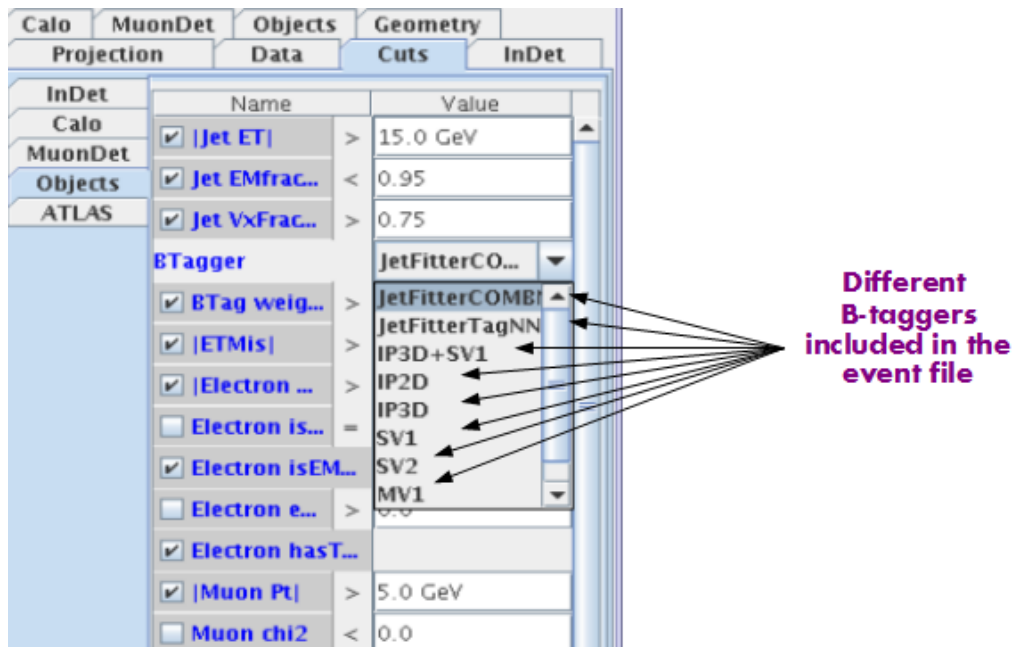 Calo MuonDet Objects Geometry
Projection Data Cuts InDet
InDet
Calo
MuonDet
Objects
ATLAS
Name Value
|Jet ET| > 15.0 GeV
Jet EMfrac... < 0.95
Jet VxFrac... > 0.75
BTagger JetFitterCO...
BTag weig... >
|ETMis| >
|Electron ... >
Electron is... =
Electron isEM...
Electron e... > 0.0
Electron hasT...
|Muon Pt| > 5.0 GeV
Muon chi2 < 0.0
JetFitterCOMB
JetFitterTagNN
IP3D+SV1
IP2D
IP3D
SV1
SV2
MV1
Different
B-taggers
included in the
event file